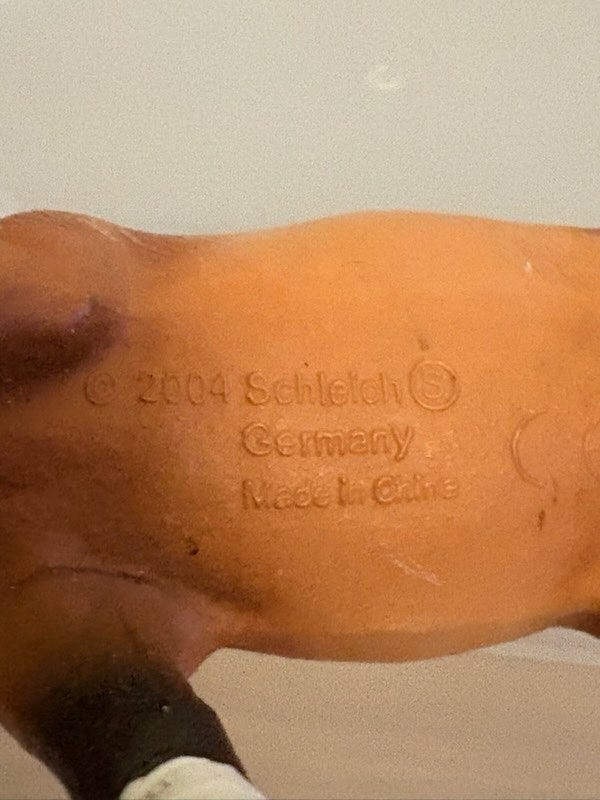 © 2004 Schleich Ⓢ
Germany
Made in China
C